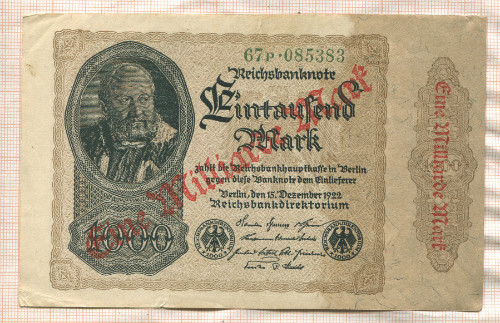 67P·085383
Reichsbanknote
Eintausend
Mark
zahlt die Reichsbankhauptkasse in Berlin
gegen diese Banknote dem Einlieferer
Berlin, den 15. Dezember 1922
Reichsbankdirektorium
1000
Eine Milliarde Mark
Eine Milliarde Mark